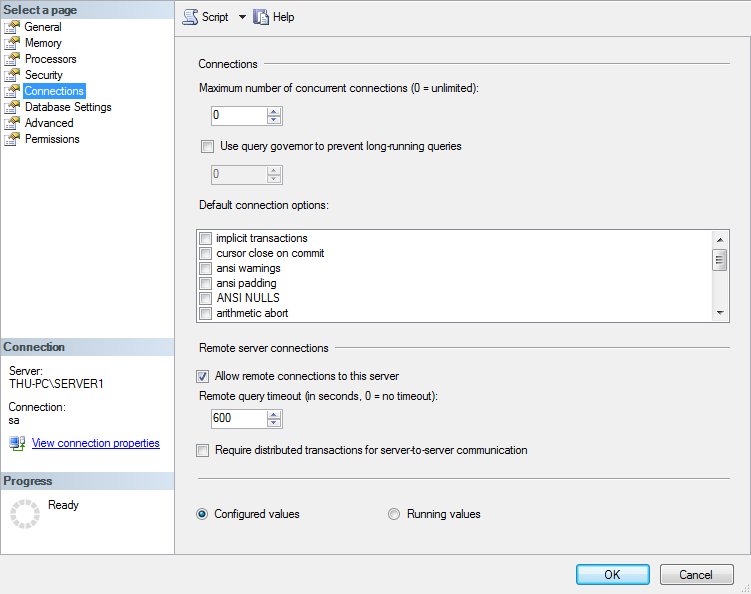 Select a page
General
Memory
Processors
Security
Connections
Database Settings
Advanced
Permissions
Connection
Server:
THU-PC\SERVER1
Connection:
sa
View connection properties
Progress
Ready
Script Help
Connections
Maximum number of concurrent connections (0 = unlimited):
0
Use query governor to prevent long-running queries
0
Default connection options:
implicit transactions
cursor close on commit
ansi warnings
ansi padding
ANSI NULLS
arithmetic abort
Remote server connections
Allow remote connections to this server
Remote query timeout (in seconds, 0 = no timeout):
600
Require distributed transactions for server-to-server communication
Configured values Running values
OK Cancel